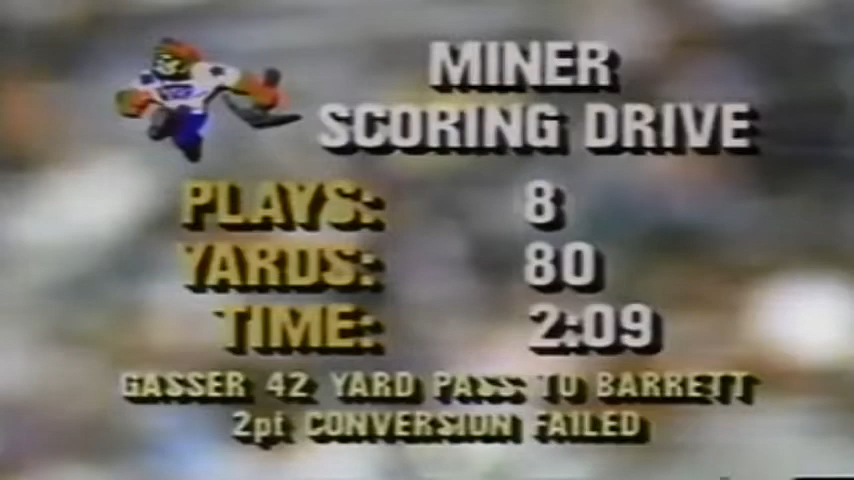 MINER
SCORING DRIVE
PLAYS: 8
YARDS: 80
TIME: 2:09
GASSER 42 YARD PASS TO BARRETT
2pt CONVERSION FAILED